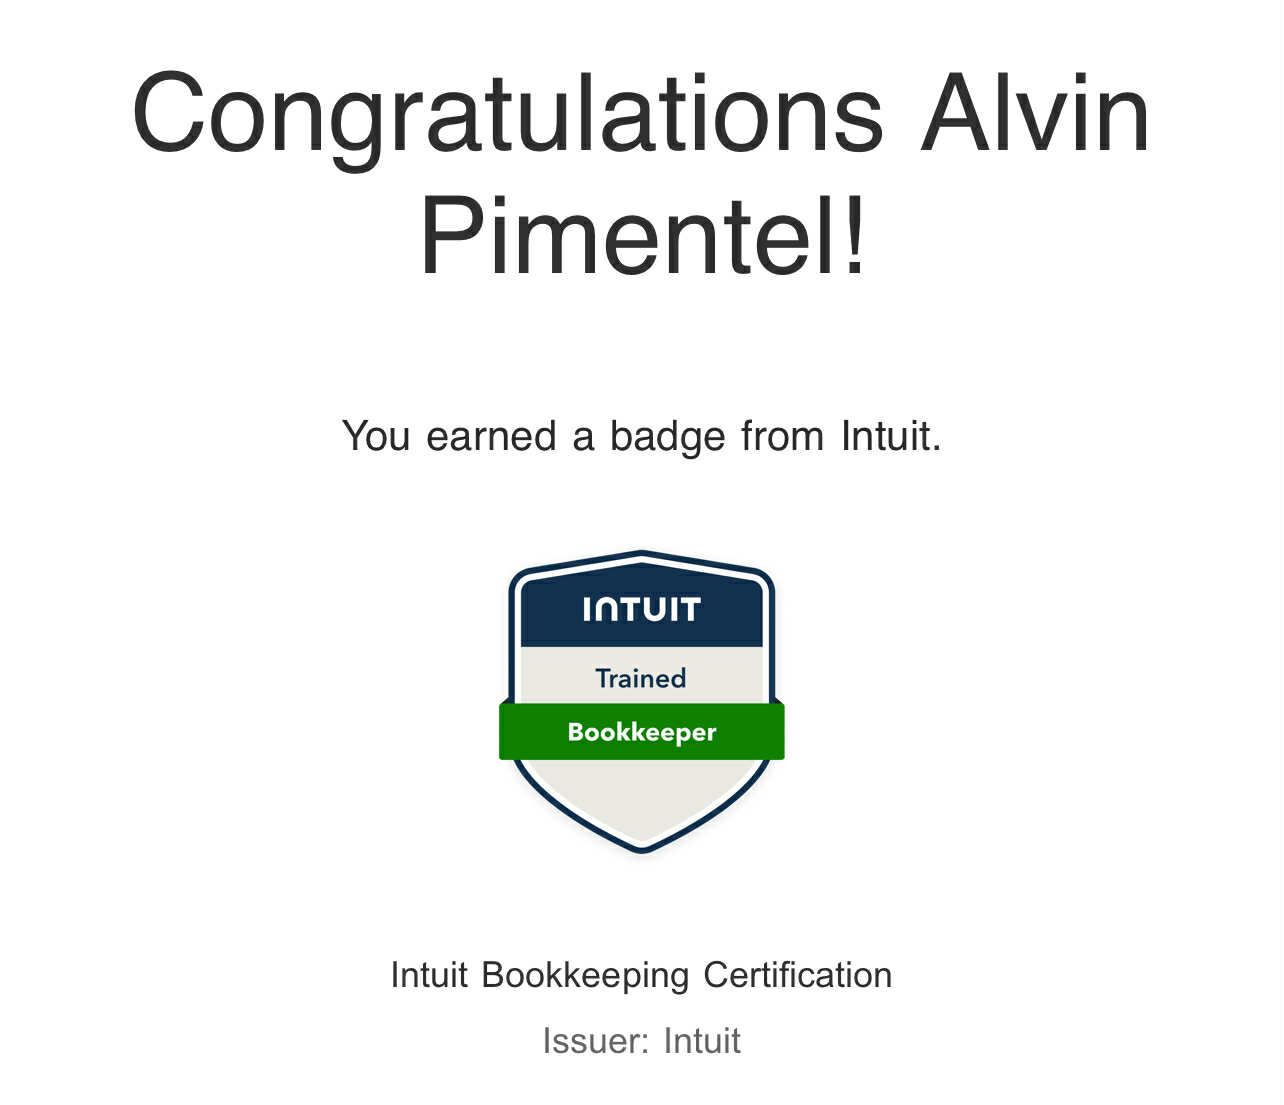 Congratulations Alvin
Pimentel!
You earned a badge from Intuit.
INTUIT
Trained
Bookkeeper
Intuit Bookkeeping Certification
Issuer: Intuit